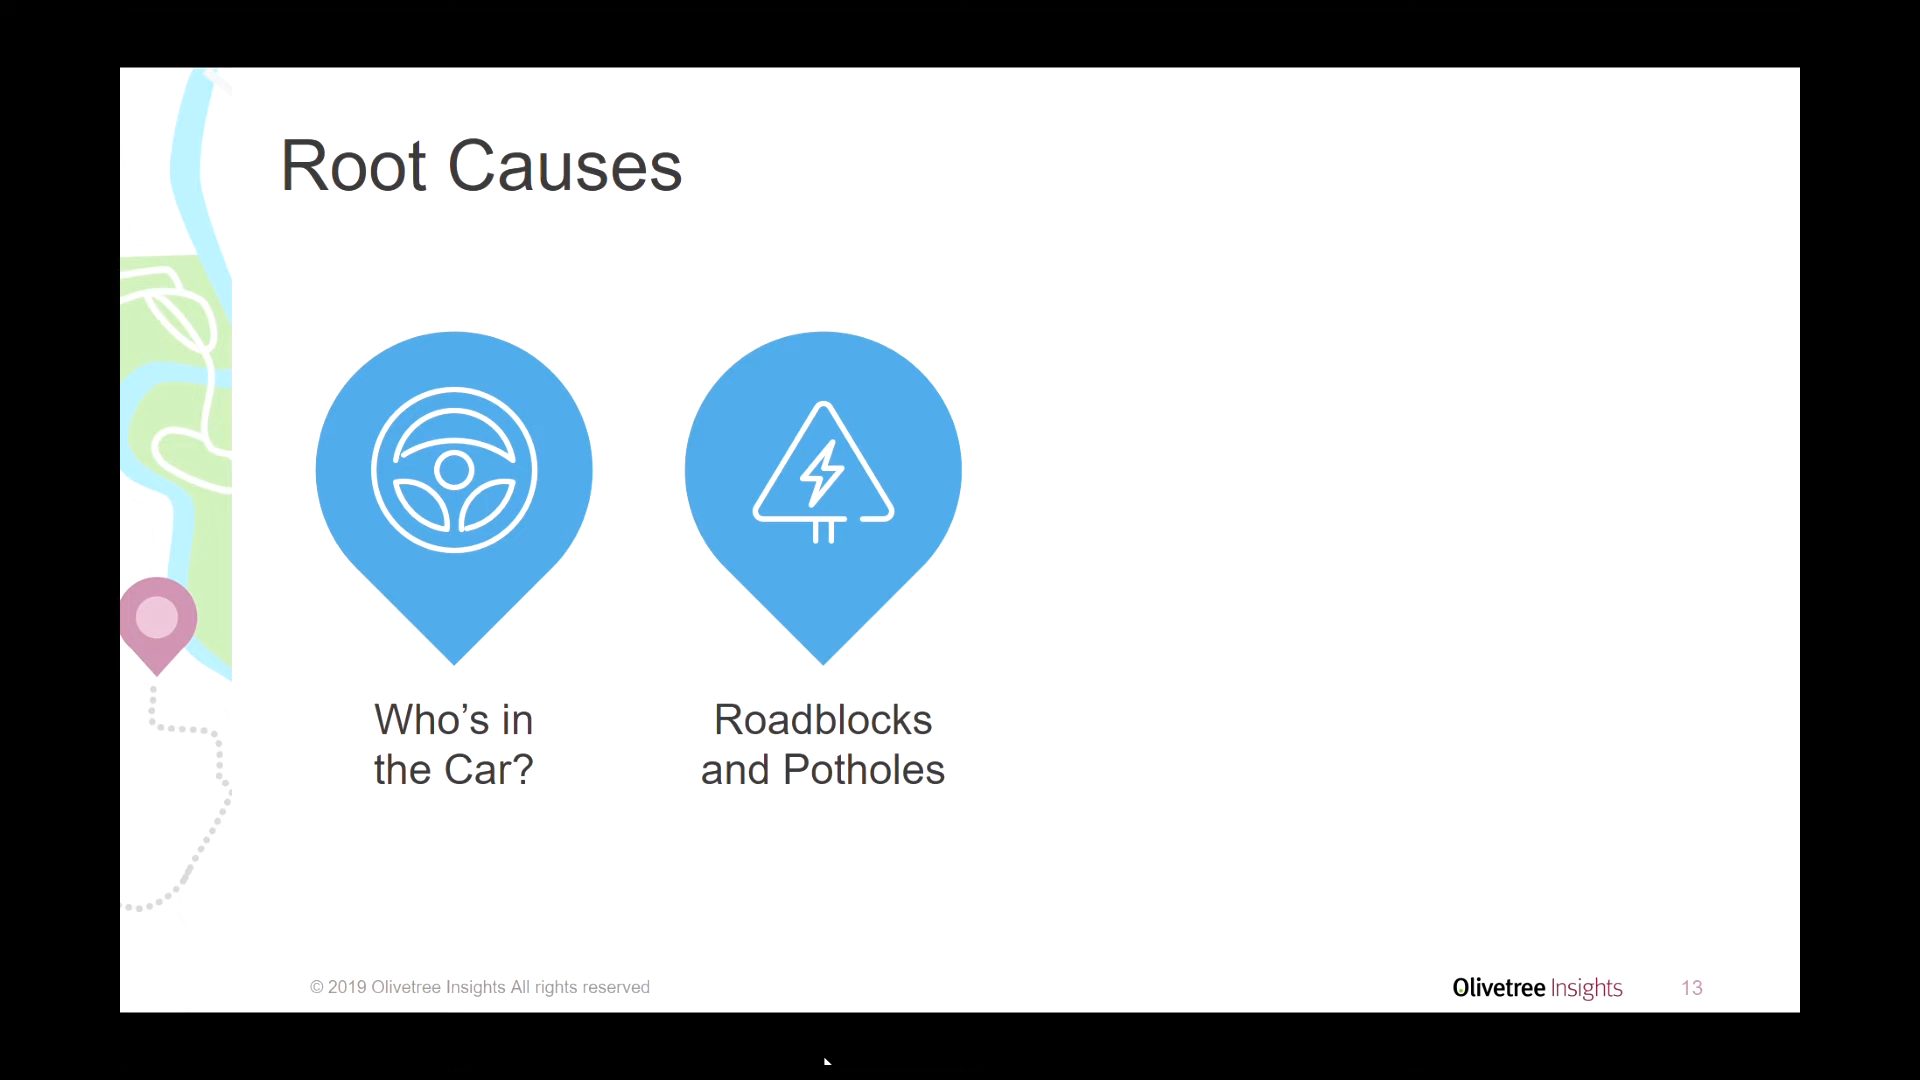 Root Causes
Who’s in
the Car?
Roadblocks
and Potholes
© 2019 Olivetree Insights All rights reserved
Olivetree Insights
13